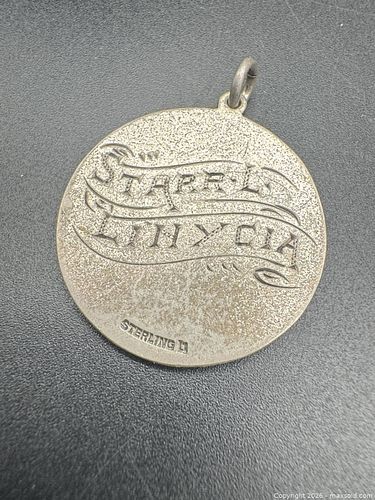 STARR · L ·
LINYCIA
STERLING
Copyright 2026 - maxsold.com